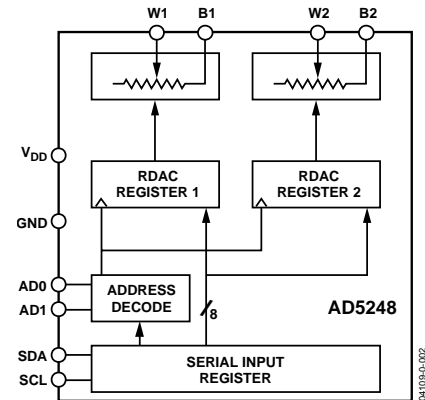 W1 B1 W2 B2
VDD
RDAC
REGISTER 1
RDAC
REGISTER 2
GND
AD0
AD1
ADDRESS
DECODE
8
AD5248
SDA
SCL
SERIAL INPUT
REGISTER
04109-0-002